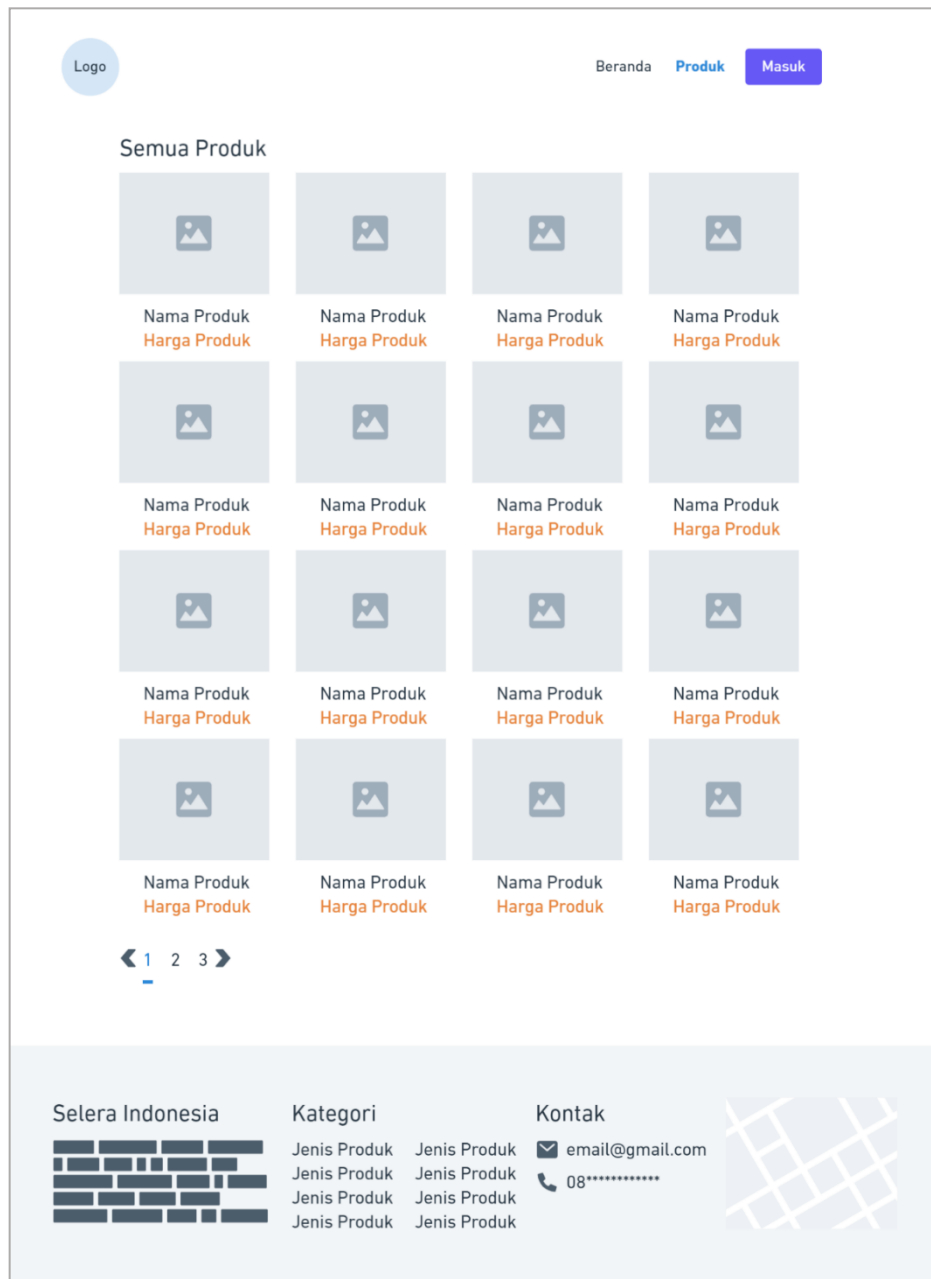 Logo
Beranda Produk Masuk
Semua Produk
Nama Produk Nama Produk Nama Produk Nama Produk
Harga Produk Harga Produk Harga Produk Harga Produk
Nama Produk Nama Produk Nama Produk Nama Produk
Harga Produk Harga Produk Harga Produk Harga Produk
Nama Produk Nama Produk Nama Produk Nama Produk
Harga Produk Harga Produk Harga Produk Harga Produk
Nama Produk Nama Produk Nama Produk Nama Produk
Harga Produk Harga Produk Harga Produk Harga Produk
1 2 3
Selera Indonesia
Kategori
Jenis Produk Jenis Produk
Jenis Produk Jenis Produk
Jenis Produk Jenis Produk
Jenis Produk Jenis Produk
Kontak
email@gmail.com
08************